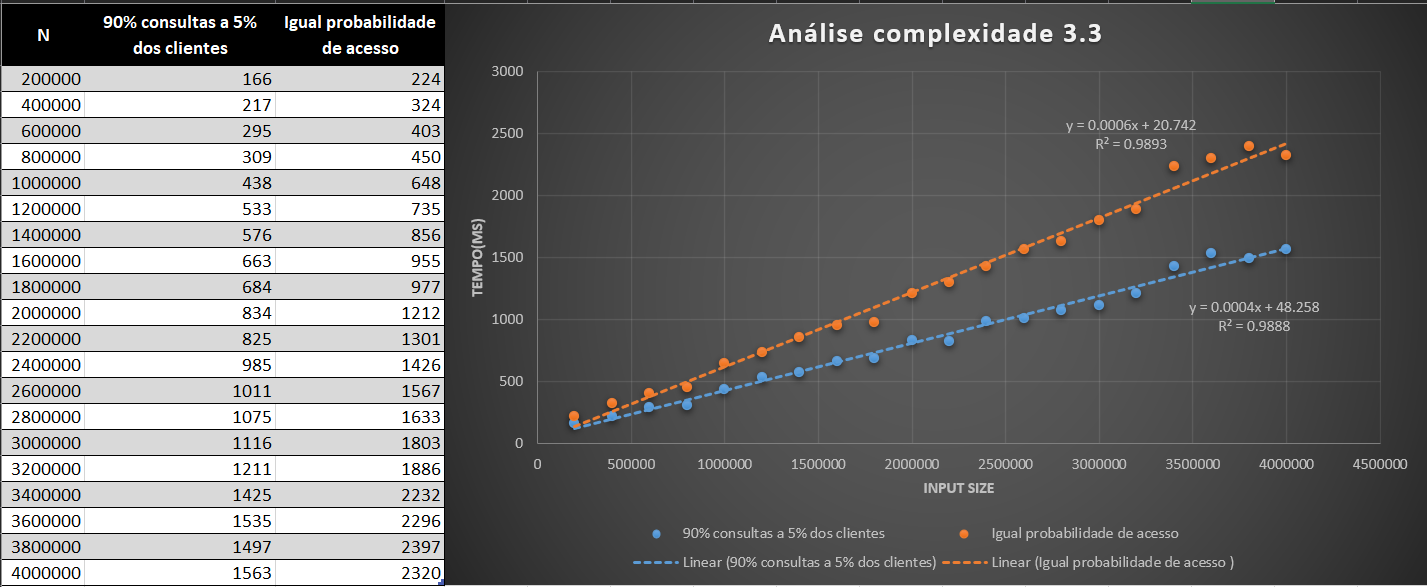 N 90% consultas a 5% dos clientes Igual probabilidade de acesso
200000 166 224
400000 217 324
600000 295 403
800000 309 450
1000000 438 648
1200000 533 735
1400000 576 856
1600000 663 955
1800000 684 977
2000000 834 1212
2200000 825 1301
2400000 985 1426
2600000 1011 1567
2800000 1075 1633
3000000 1116 1803
3200000 1211 1886
3400000 1425 2232
3600000 1535 2296
3800000 1497 2397
4000000 1563 2320
Análise complexidade 3.3
TEMPO(MS)
3000
2500
2000
1500
1000
500
0
y = 0.0006x + 20.742
R² = 0.9893
y = 0.0004x + 48.258
R² = 0.9888
0 500000 1000000 1500000 2000000 2500000 3000000 3500000 4000000 4500000
INPUT SIZE
90% consultas a 5% dos clientes Igual probabilidade de acesso
Linear (90% consultas a 5% dos clientes) Linear (Igual probabilidade de acesso )